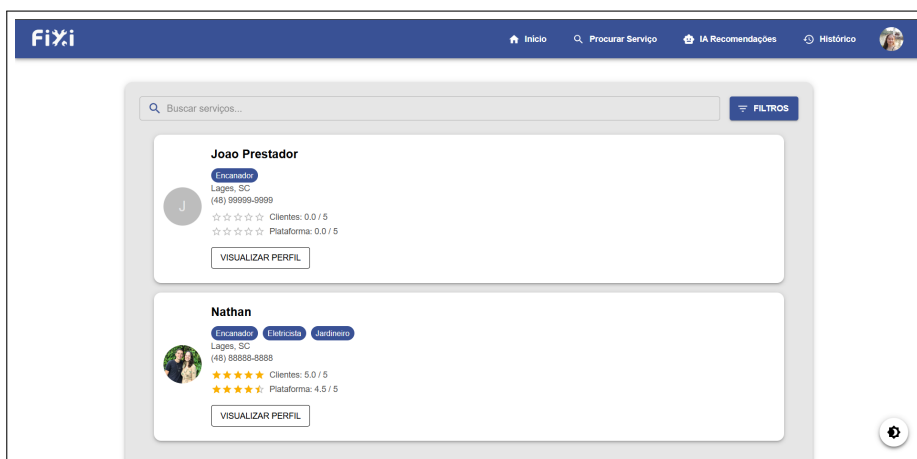 FiXi
Início Procurar Serviço IA Recomendações Histórico
Buscar serviços...
FILTROS
Joao Prestador
Encanador
Lages, SC
(48) 99999-9999
Clientes: 0.0 / 5
Plataforma: 0.0 / 5
VISUALIZAR PERFIL
J
Nathan
Encanador Eletricista Jardineiro
Lages, SC
(48) 88888-8888
Clientes: 5.0 / 5
Plataforma: 4.5 / 5
VISUALIZAR PERFIL